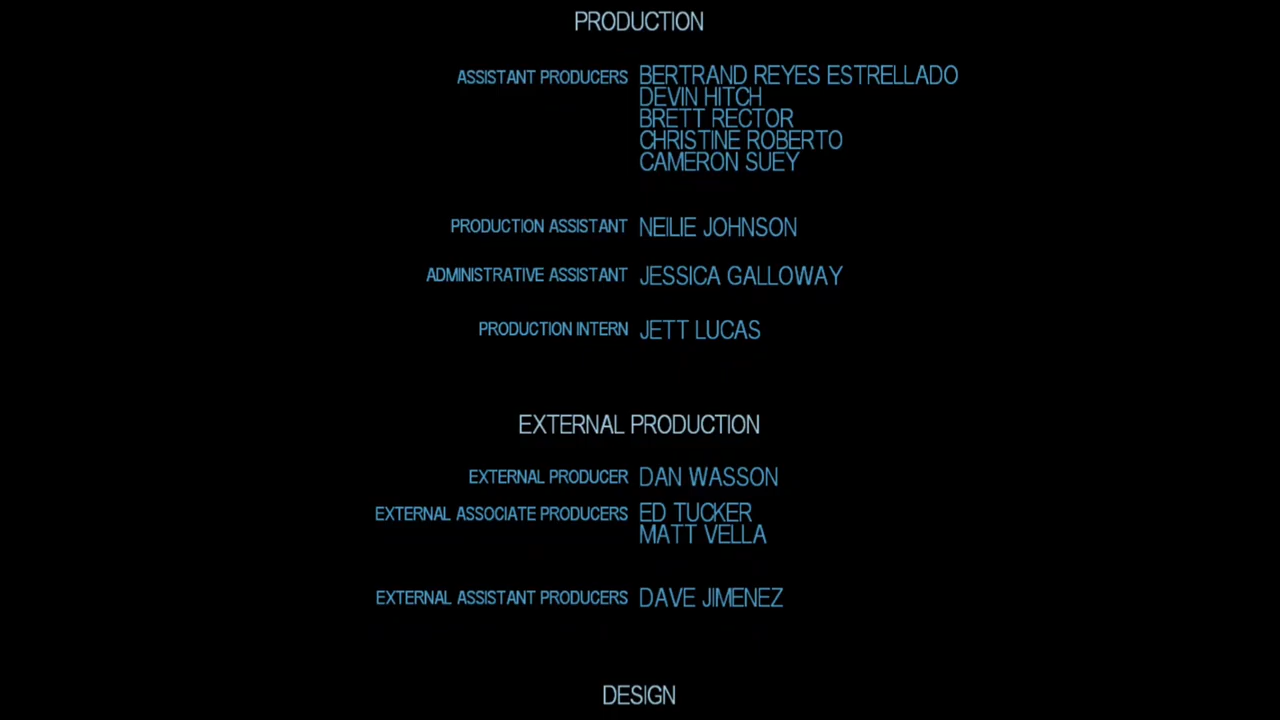 PRODUCTION
ASSISTANT PRODUCERS BERTRAND REYES ESTRELLADO
DEVIN HITCH
BRETT RECTOR
CHRISTINE ROBERTO
CAMERON SUEY
PRODUCTION ASSISTANT NEILIE JOHNSON
ADMINISTRATIVE ASSISTANT JESSICA GALLOWAY
PRODUCTION INTERN JETT LUCAS
EXTERNAL PRODUCTION
EXTERNAL PRODUCER DAN WASSON
EXTERNAL ASSOCIATE PRODUCERS ED TUCKER
MATT VELLA
EXTERNAL ASSISTANT PRODUCERS DAVE JIMENEZ
DESIGN